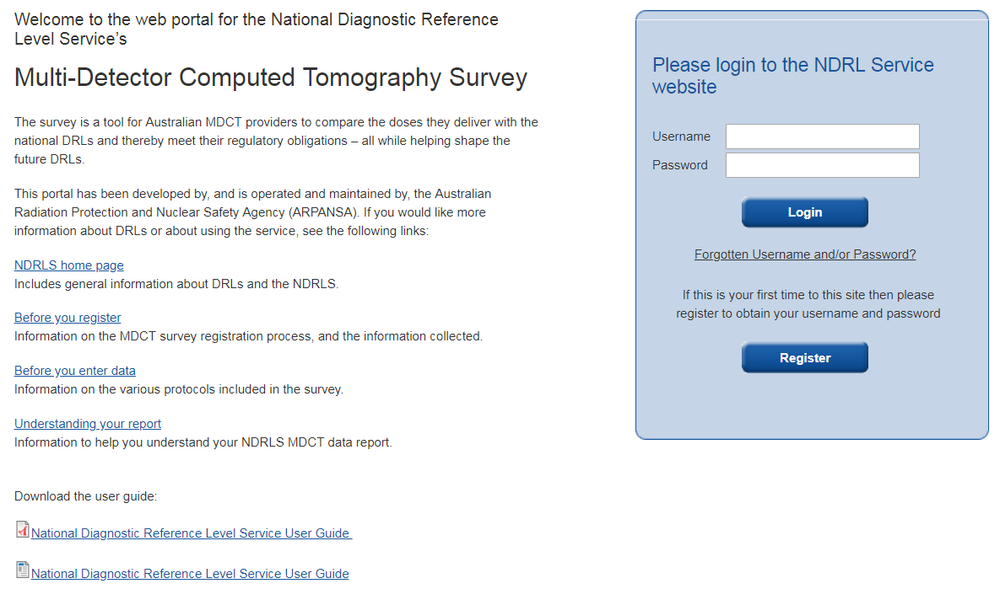 Welcome to the web portal for the National Diagnostic Reference
Level Service’s
Multi-Detector Computed Tomography Survey
The survey is a tool for Australian MDCT providers to compare the doses they deliver with the
national DRLs and thereby meet their regulatory obligations – all while helping shape the
future DRLs.
This portal has been developed by, and is operated and maintained by, the Australian
Radiation Protection and Nuclear Safety Agency (ARPANSA). If you would like more
information about DRLs or about using the service, see the following links:
NDRLS home page
Includes general information about DRLs and the NDRLS.
Before you register
Information on the MDCT survey registration process, and the information collected.
Before you enter data
Information on the various protocols included in the survey.
Understanding your report
Information to help you understand your NDRLS MDCT data report.
Download the user guide:
National Diagnostic Reference Level Service User Guide
National Diagnostic Reference Level Service User Guide
Please login to the NDRL Service
website
Username
Password
Login
Forgotten Username and/or Password?
If this is your first time to this site then please
register to obtain your username and password
Register